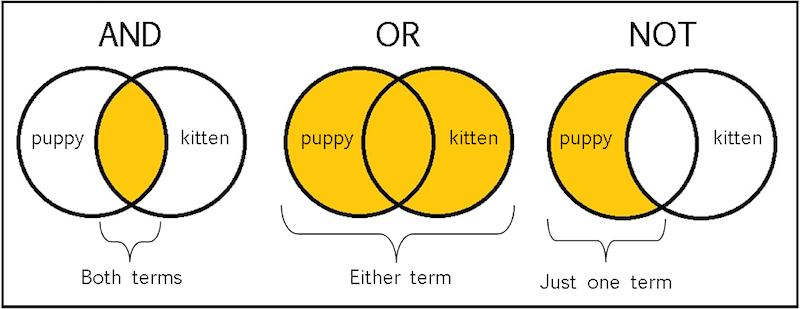 AND
OR
NOT
puppy
kitten
puppy
kitten
puppy
kitten
Both terms
Either term
Just one term